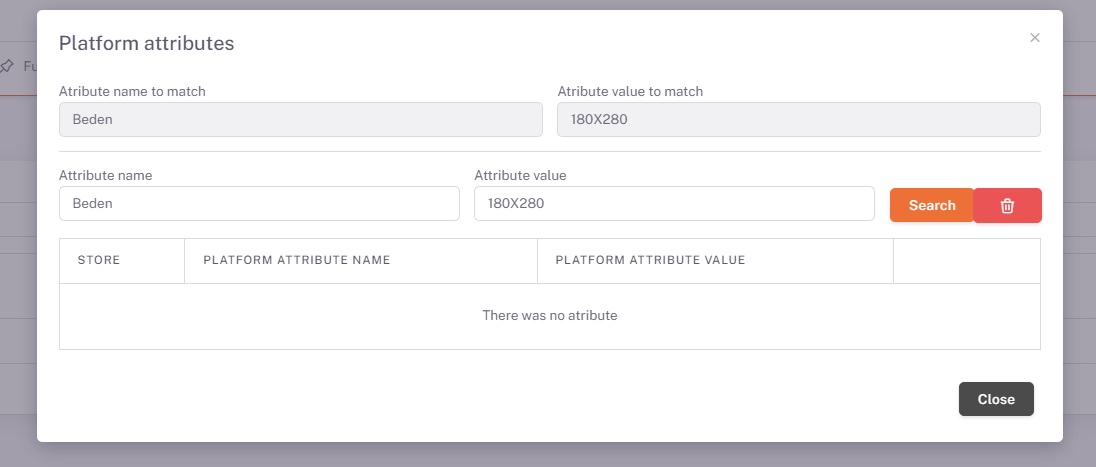 Platform attributes
×
Fu
Atribute name to match
Atribute value to match
Beden
180X280
Attribute name
Attribute value
Beden
180X280
Search
STORE
PLATFORM ATTRIBUTE NAME
PLATFORM ATTRIBUTE VALUE
There was no atribute
Close